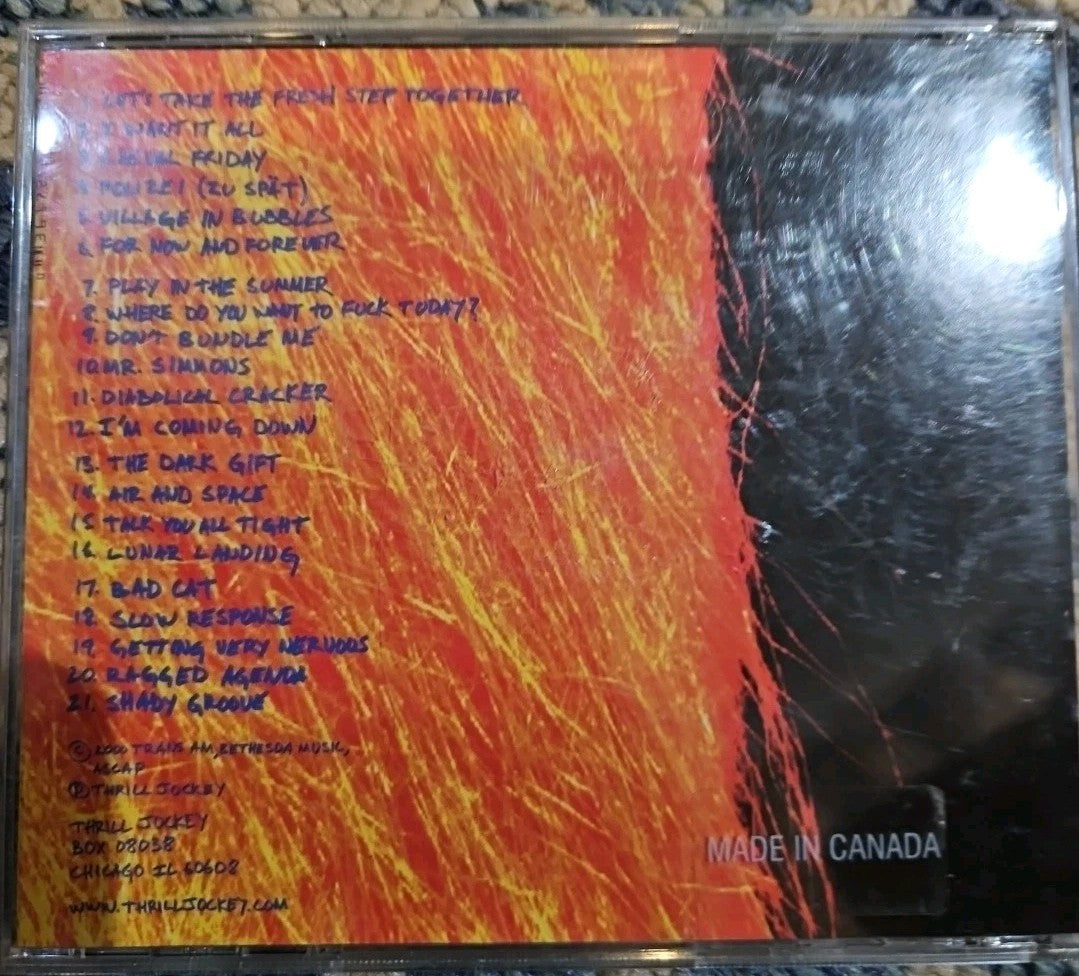 1. LET'S TAKE THE FRESH STEP TOGETHER
2. I WANT IT ALL
3. CASUAL FRIDAY
4. POLIZEI (ZU SPÄT)
5. VILLAGE IN BUBBLES
6. FOR NOW AND FOREVER
7. PLAY IN THE SUMMER
8. WHERE DO YOU WANT TO FUCK TODAY?
9. DON'T BUNDLE ME
10. MR. SIMMONS
11. DIABOLICAL CRACKER
12. I'M COMING DOWN
13. THE DARK GIFT
14. AIR AND SPACE
15. TALK YOU ALL TIGHT
16. LUNAR LANDING
17. BAD CAT
18. SLOW RESPONSE
19. GETTING VERY NERVOUS
20. RAGGED AGENDA
21. SHADY GROOVE
© 2000 TRANS AM, BETHESDA MUSIC,
ASCAP
℗ THRILL JOCKEY
THRILL JOCKEY
BOX 08038
CHICAGO IL 60608
WWW.THRILLJOCKEY.COM
MADE IN CANADA